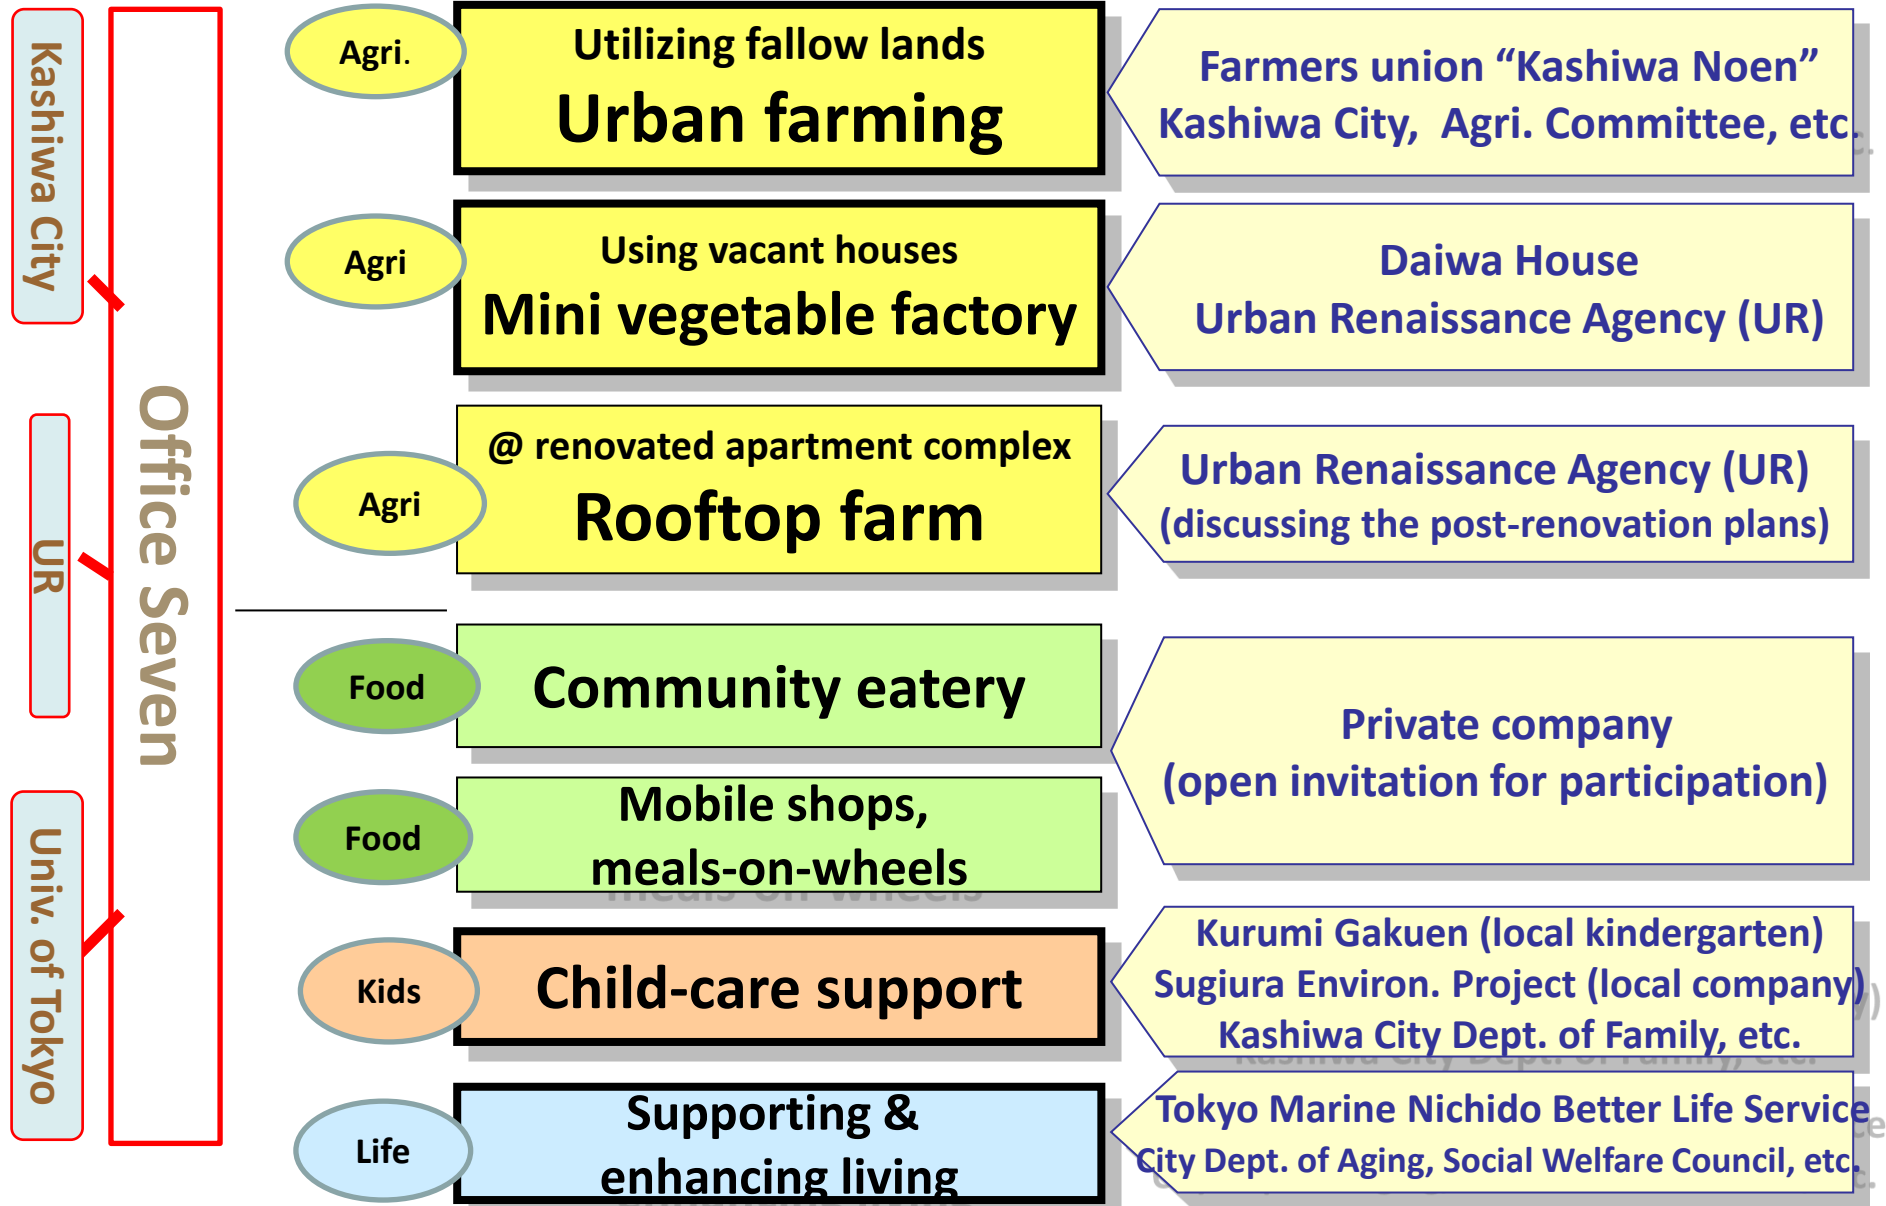 Kashiwa City
UR
Univ. of Tokyo
Office Seven
Agri.
Utilizing fallow lands
Urban farming
Farmers union “Kashiwa Noen”
Kashiwa City, Agri. Committee, etc.
Agri
Using vacant houses
Mini vegetable factory
Daiwa House
Urban Renaissance Agency (UR)
Agri
@ renovated apartment complex
Rooftop farm
Urban Renaissance Agency (UR)
(discussing the post-renovation plans)
Food
Community eatery
Food
Mobile shops,
meals-on-wheels
Private company
(open invitation for participation)
Kids
Child-care support
Kurumi Gakuen (local kindergarten)
Sugiura Environ. Project (local company)
Kashiwa City Dept. of Family, etc.
Life
Supporting &
enhancing living
Tokyo Marine Nichido Better Life Service
City Dept. of Aging, Social Welfare Council, etc.